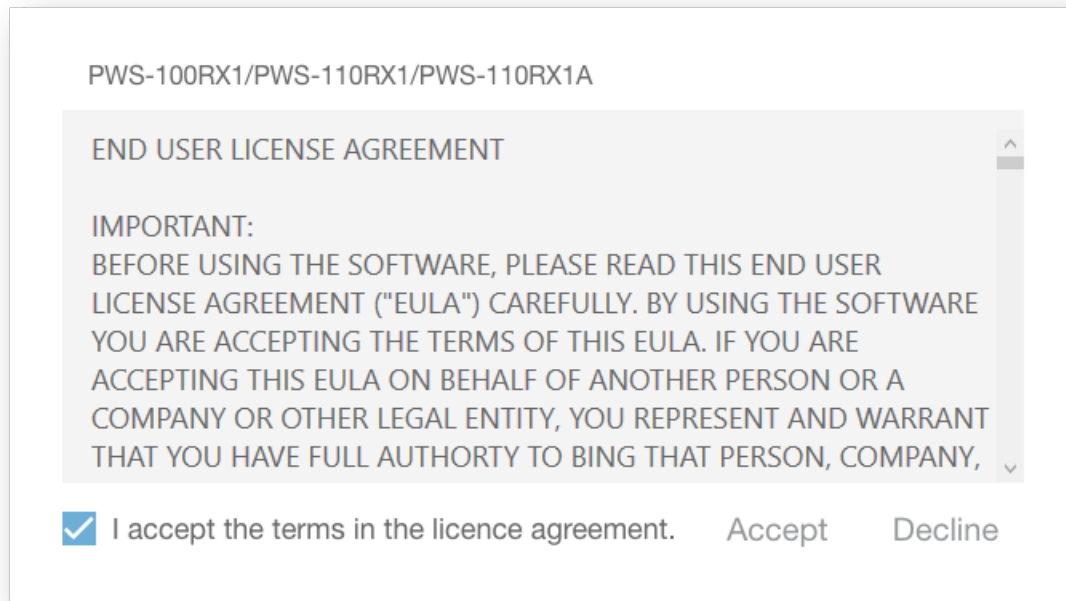 PWS-100RX1/PWS-110RX1/PWS-110RX1A
END USER LICENSE AGREEMENT
IMPORTANT:
BEFORE USING THE SOFTWARE, PLEASE READ THIS END USER
LICENSE AGREEMENT ("EULA") CAREFULLY. BY USING THE SOFTWARE
YOU ARE ACCEPTING THE TERMS OF THIS EULA. IF YOU ARE
ACCEPTING THIS EULA ON BEHALF OF ANOTHER PERSON OR A
COMPANY OR OTHER LEGAL ENTITY, YOU REPRESENT AND WARRANT
THAT YOU HAVE FULL AUTHORTY TO BING THAT PERSON, COMPANY,
I accept the terms in the licence agreement. Accept Decline